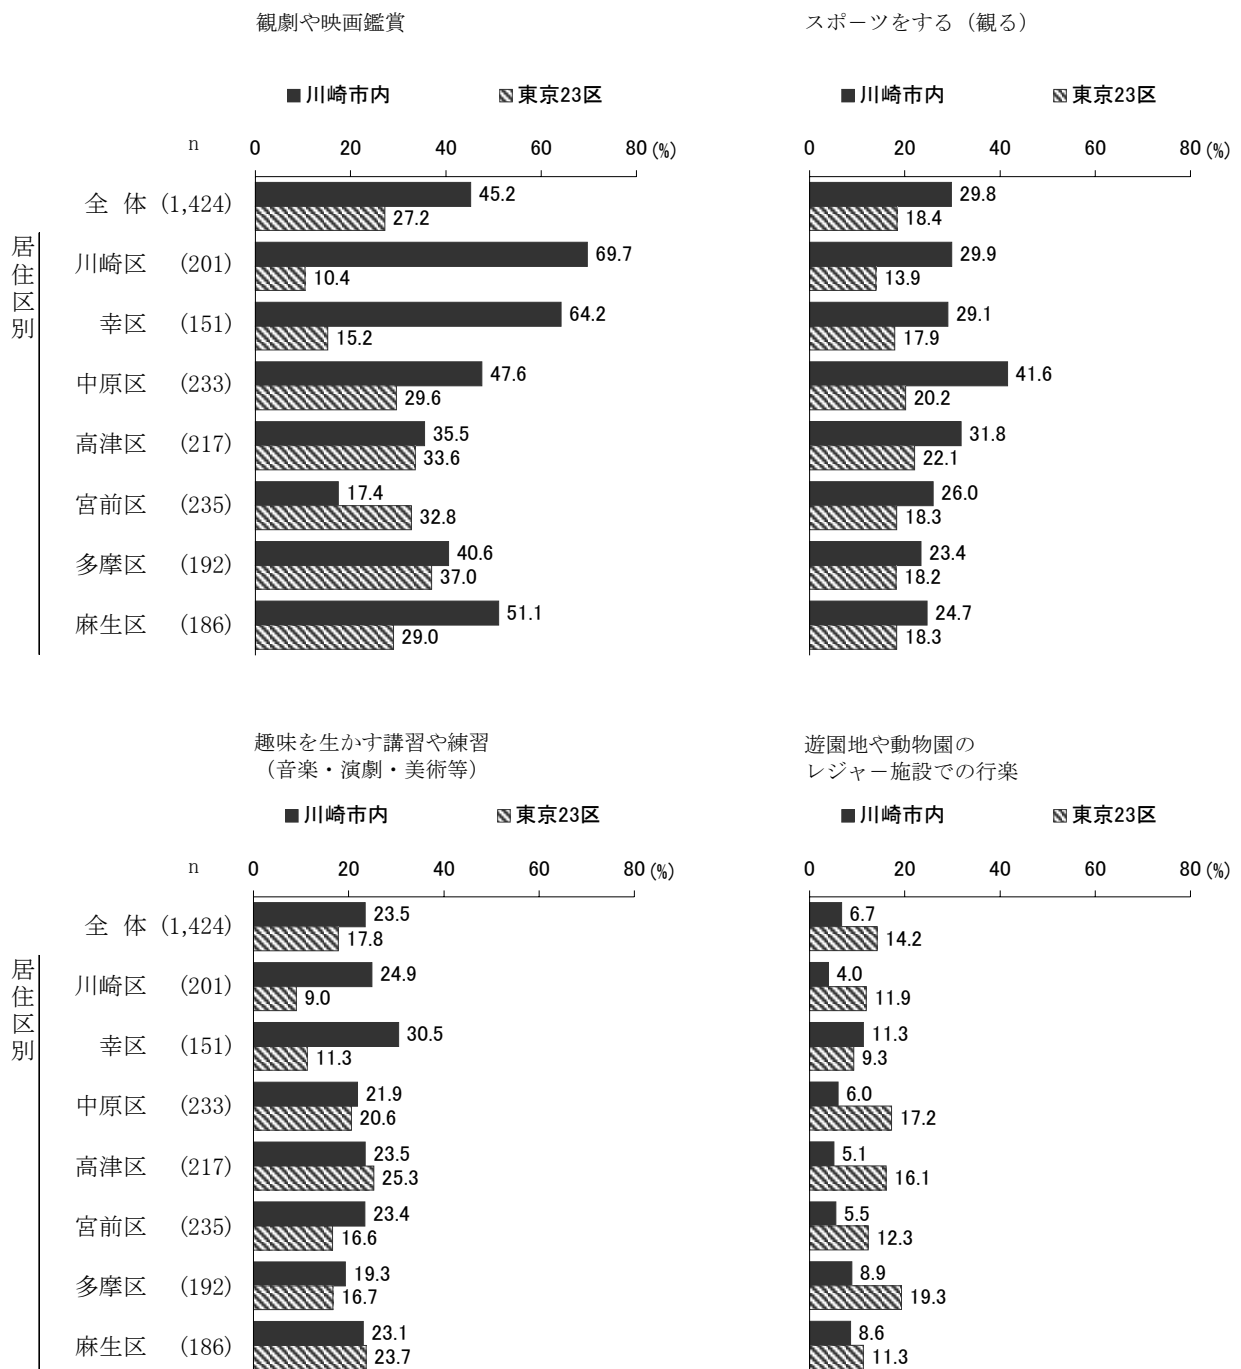 観劇や映画鑑賞
スポーツをする（観る）
■川崎市内 東京23区
■川崎市内 東京23区
n 0 20 40 60 80 (%)
0 20 40 60 80 (%)
居住区別
全 体 (1,424) 45.2 27.2
29.8 18.4
川崎区 (201) 69.7 10.4
29.9 13.9
幸区 (151) 64.2 15.2
29.1 17.9
中原区 (233) 47.6 29.6
41.6 20.2
高津区 (217) 35.5 33.6
31.8 22.1
宮前区 (235) 17.4 32.8
26.0 18.3
多摩区 (192) 40.6 37.0
23.4 18.2
麻生区 (186) 51.1 29.0
24.7 18.3
趣味を生かす講習や練習
（音楽・演劇・美術等）
遊園地や動物園の
レジャー施設での行楽
■川崎市内 東京23区
■川崎市内 東京23区
n 0 20 40 60 80 (%)
0 20 40 60 80 (%)
居住区別
全 体 (1,424) 23.5 17.8
6.7 14.2
川崎区 (201) 24.9 9.0
4.0 11.9
幸区 (151) 30.5 11.3
11.3 9.3
中原区 (233) 21.9 20.6
6.0 17.2
高津区 (217) 23.5 25.3
5.1 16.1
宮前区 (235) 23.4 16.6
5.5 12.3
多摩区 (192) 19.3 16.7
8.9 19.3
麻生区 (186) 23.1 23.7
8.6 11.3